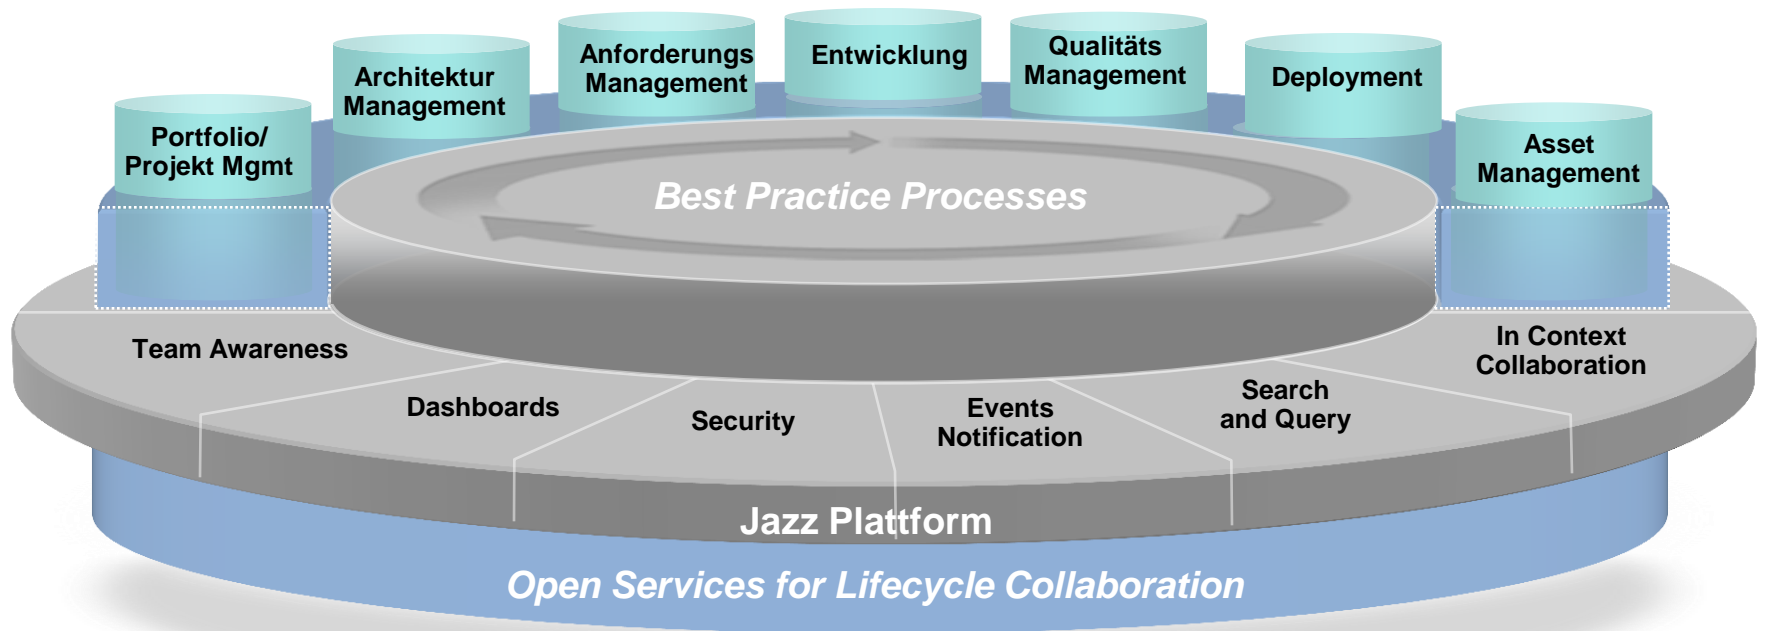 Portfolio/
Projekt Mgmt
Architektur
Management
Anforderungs
Management
Entwicklung
Qualitäts
Management
Deployment
Asset
Management
Best Practice Processes
Team Awareness
Dashboards
Security
Events
Notification
Search
and Query
In Context
Collaboration
Jazz Plattform
Open Services for Lifecycle Collaboration